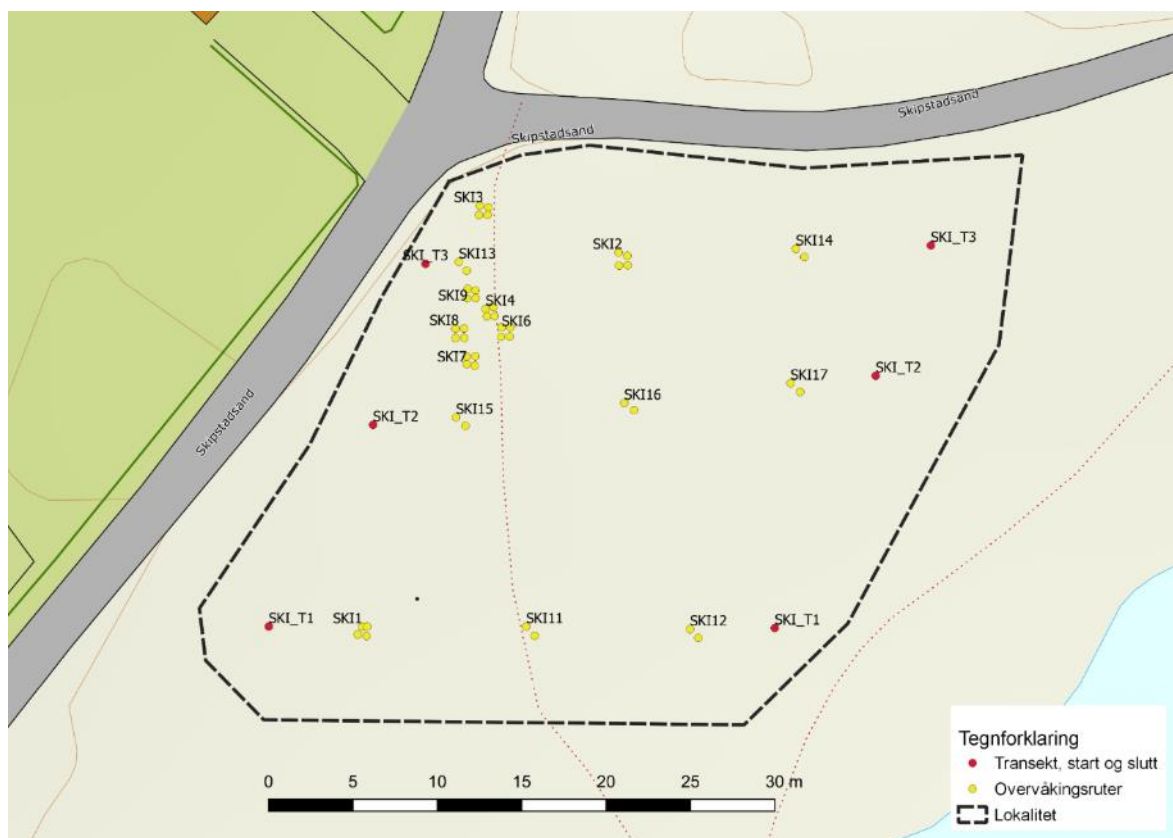 Skipstadsand
Skipstadsand
SKI3
SKI_T3
SKI13
SKI2
SKI14
SKI_T3
SKI9
SKI4
SKI8
SKI6
SKI7
SKI17
SKI_T2
SKI16
SKI_T2
SKI15
Skipstadsand
SKI_T1
SKI1
SKI11
SKI12
SKI_T1
0 5 10 15 20 25 30 m
Tegnforklaring
Transekt, start og slutt
Overvåkingsruter
Lokalitet